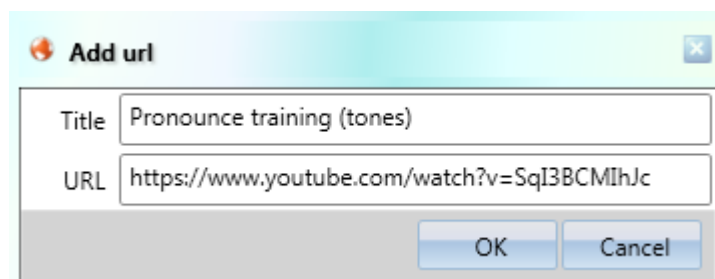 Add url
Title Pronounce training (tones)
URL https://www.youtube.com/watch?v=SqI3BCMIhJc
OK Cancel